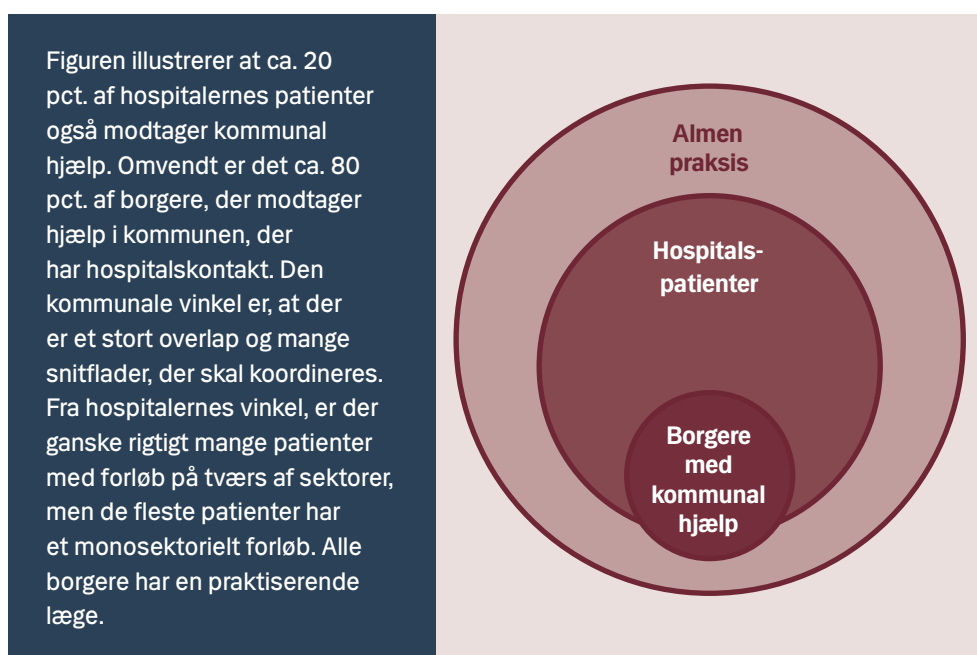 Figuren illustrerer at ca. 20
pct. af hospitalernes patienter
også modtager kommunal
hjælp. Omvendt er det ca. 80
pct. af borgere, der modtager
hjælp i kommunen, der
har hospitalskontakt. Den
kommunale vinkel er, at der
er et stort overlap og mange
snitflader, der skal koordineres.
Fra hospitalernes vinkel, er der
ganske rigtigt mange patienter
med forløb på tværs af sektorer,
men de fleste patienter har
et monosektorielt forløb. Alle
borgere har en praktiserende
læge.
Almen
praksis
Hospitals-
patienter
Borgere
med
kommunal
hjælp